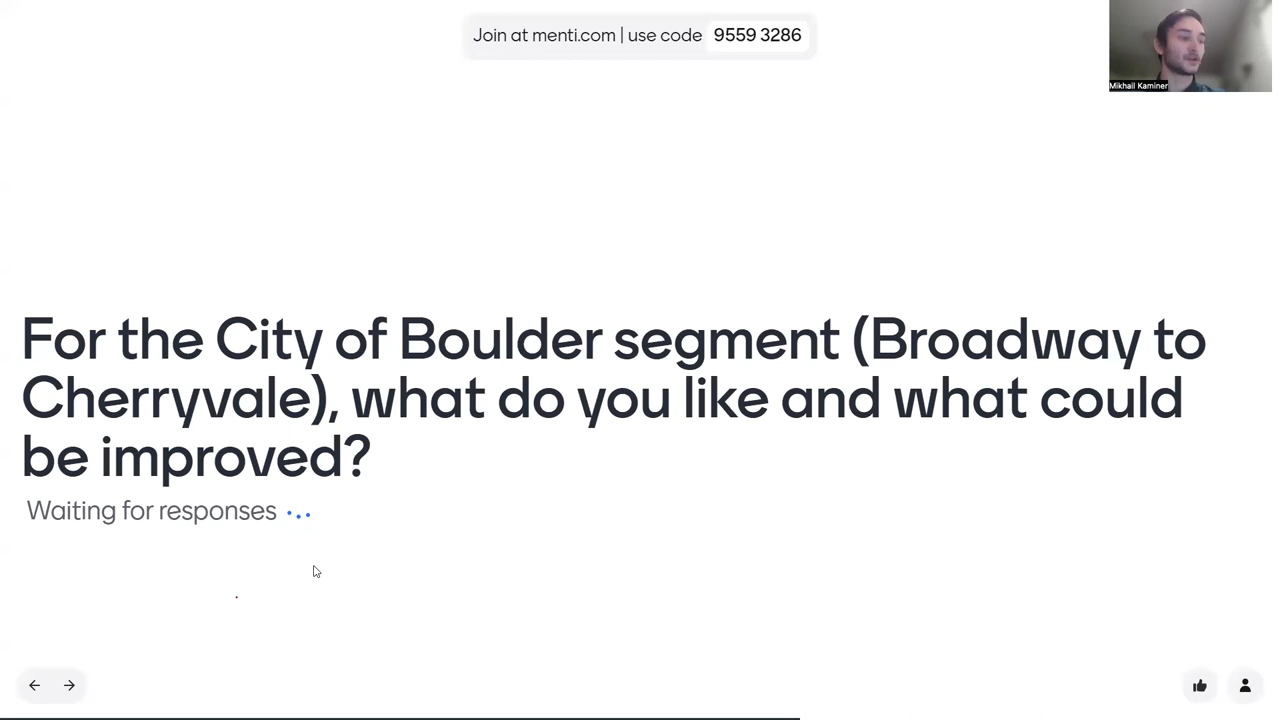 Join at menti.com | use code 9559 3286
Mikhail Kaminer
For the City of Boulder segment (Broadway to
Cherryvale), what do you like and what could
be improved?
Waiting for responses